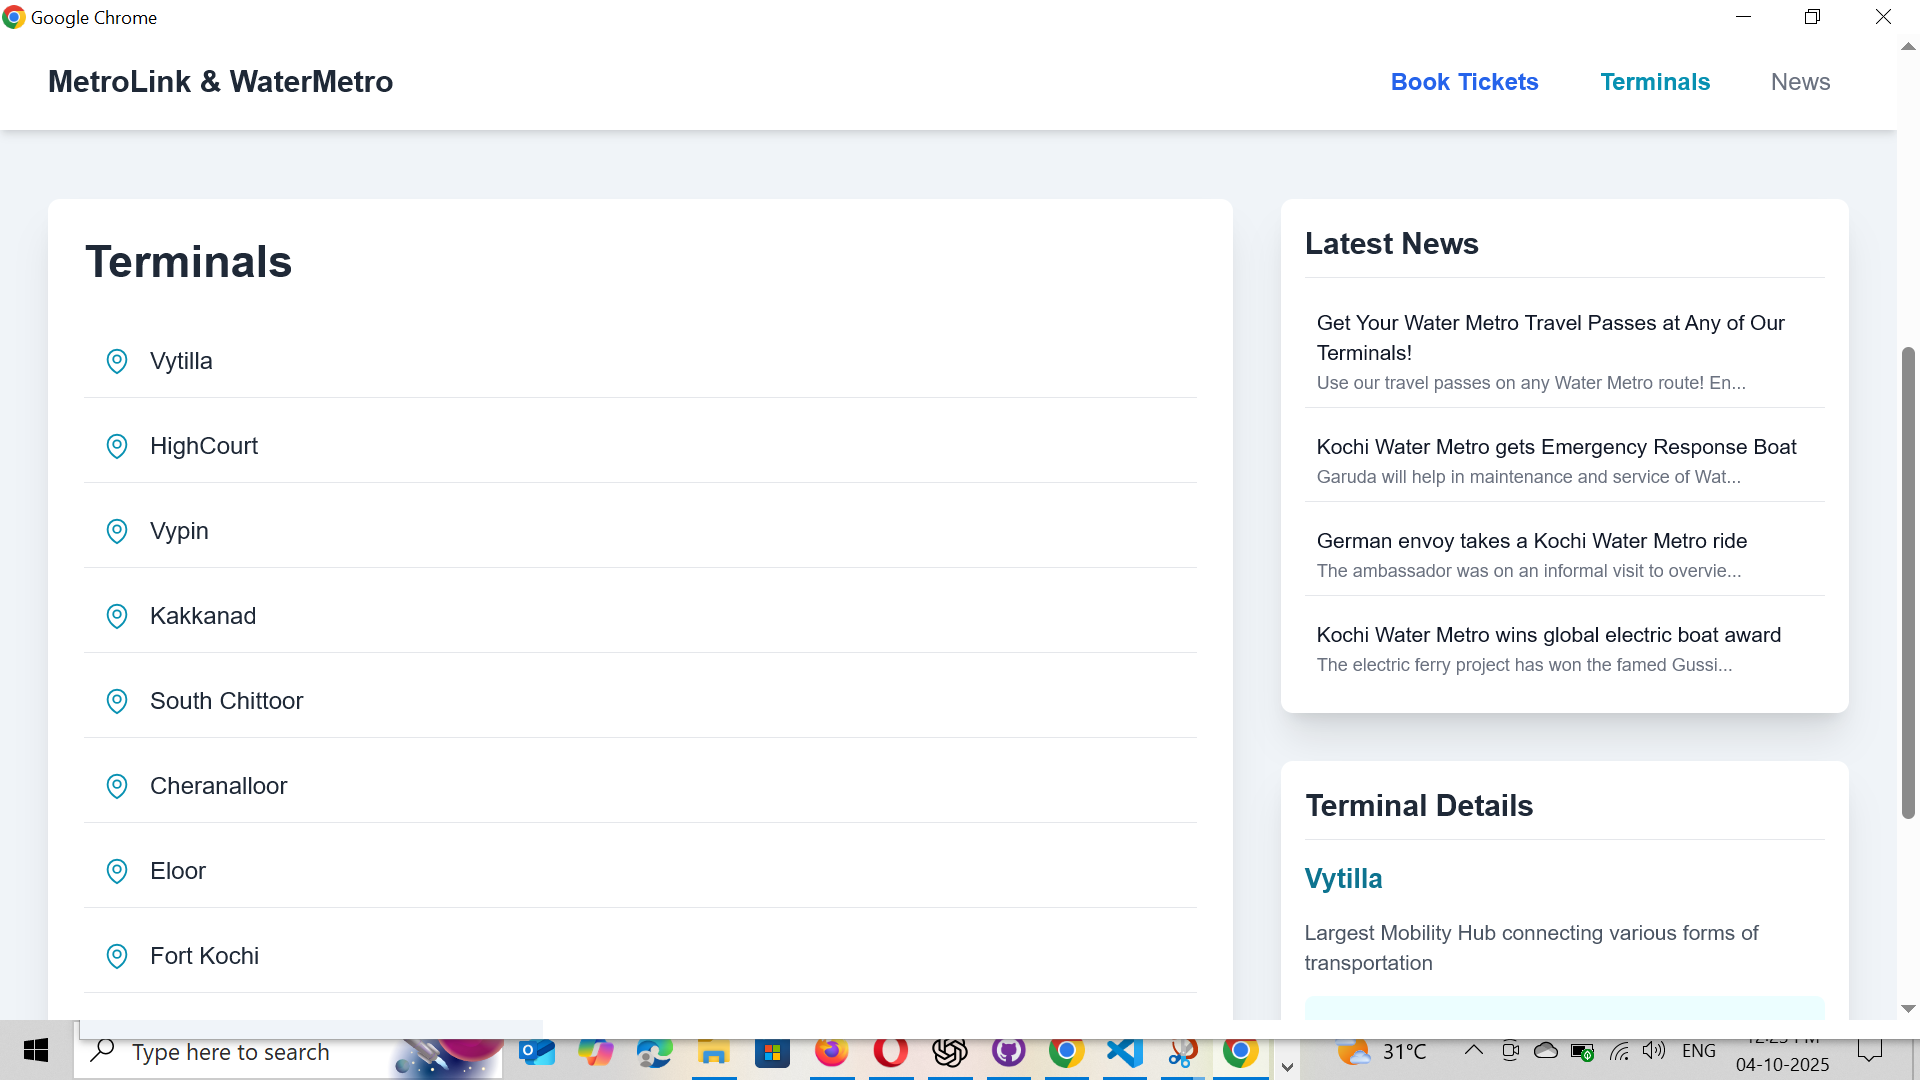 Google Chrome
MetroLink & WaterMetro
Book Tickets
Terminals
News
Terminals
Vytilla
HighCourt
Vypin
Kakkanad
South Chittoor
Cheranalloor
Eloor
Fort Kochi
Latest News
Get Your Water Metro Travel Passes at Any of Our
Terminals!
Use our travel passes on any Water Metro route! En...
Kochi Water Metro gets Emergency Response Boat
Garuda will help in maintenance and service of Wat...
German envoy takes a Kochi Water Metro ride
The ambassador was on an informal visit to overvie...
Kochi Water Metro wins global electric boat award
The electric ferry project has won the famed Gussi...
Terminal Details
Vytilla
Largest Mobility Hub connecting various forms of
transportation
Type here to search
31°C
ENG
04-10-2025